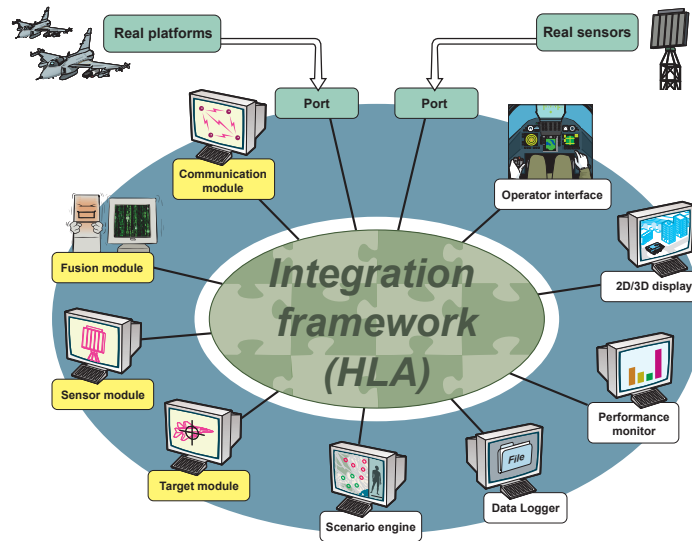 Real platforms
Real sensors
Port
Port
Communication
module
Operator interface
Fusion module
2D/3D display
Integration
framework
(HLA)
Sensor module
Performance
monitor
Target module
File
Scenario engine
Data Logger